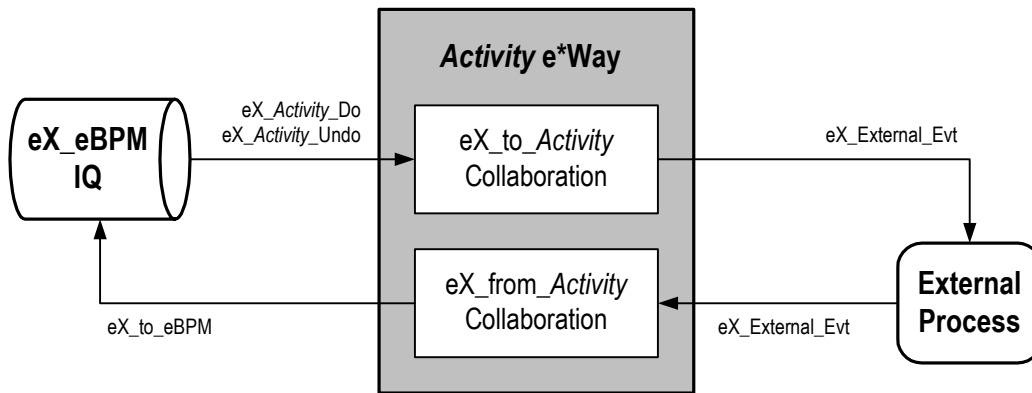 Activity e*Way
eX_eBPM
IQ
eX_Activity_Do
eX_Activity_Undo
eX_to_Activity
Collaboration
eX_External_Evt
eX_from_Activity
Collaboration
External
Process
eX_to_eBPM
eX_External_Evt